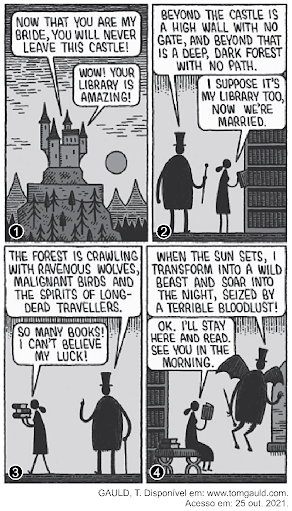 NOW THAT YOU ARE MY
BRIDE, YOU WILL NEVER
LEAVE THIS CASTLE!
WOW! YOUR
LIBRARY IS
AMAZING!
1
BEYOND THE CASTLE IS
A HIGH WALL WITH NO
GATE, AND BEYOND THAT
IS A DEEP, DARK FOREST
WITH NO PATH.
I SUPPOSE IT'S
MY LIBRARY TOO,
NOW WE'RE
MARRIED.
2
THE FOREST IS CRAWLING
WITH RAVENOUS WOLVES,
MALIGNANT BIRDS AND
THE SPIRITS OF LONG-
DEAD TRAVELLERS.
SO MANY BOOKS!
I CAN'T BELIEVE
MY LUCK!
3
WHEN THE SUN SETS, I
TRANSFORM INTO A WILD
BEAST AND SOAR INTO
THE NIGHT, SEIZED BY
A TERRIBLE BLOODLUST!
OK. I'LL STAY
HERE AND READ.
SEE YOU IN THE
MORNING.
4
GAULD, T. Disponível em: www.tomgauld.com.
Acesso em: 25 out. 2021.